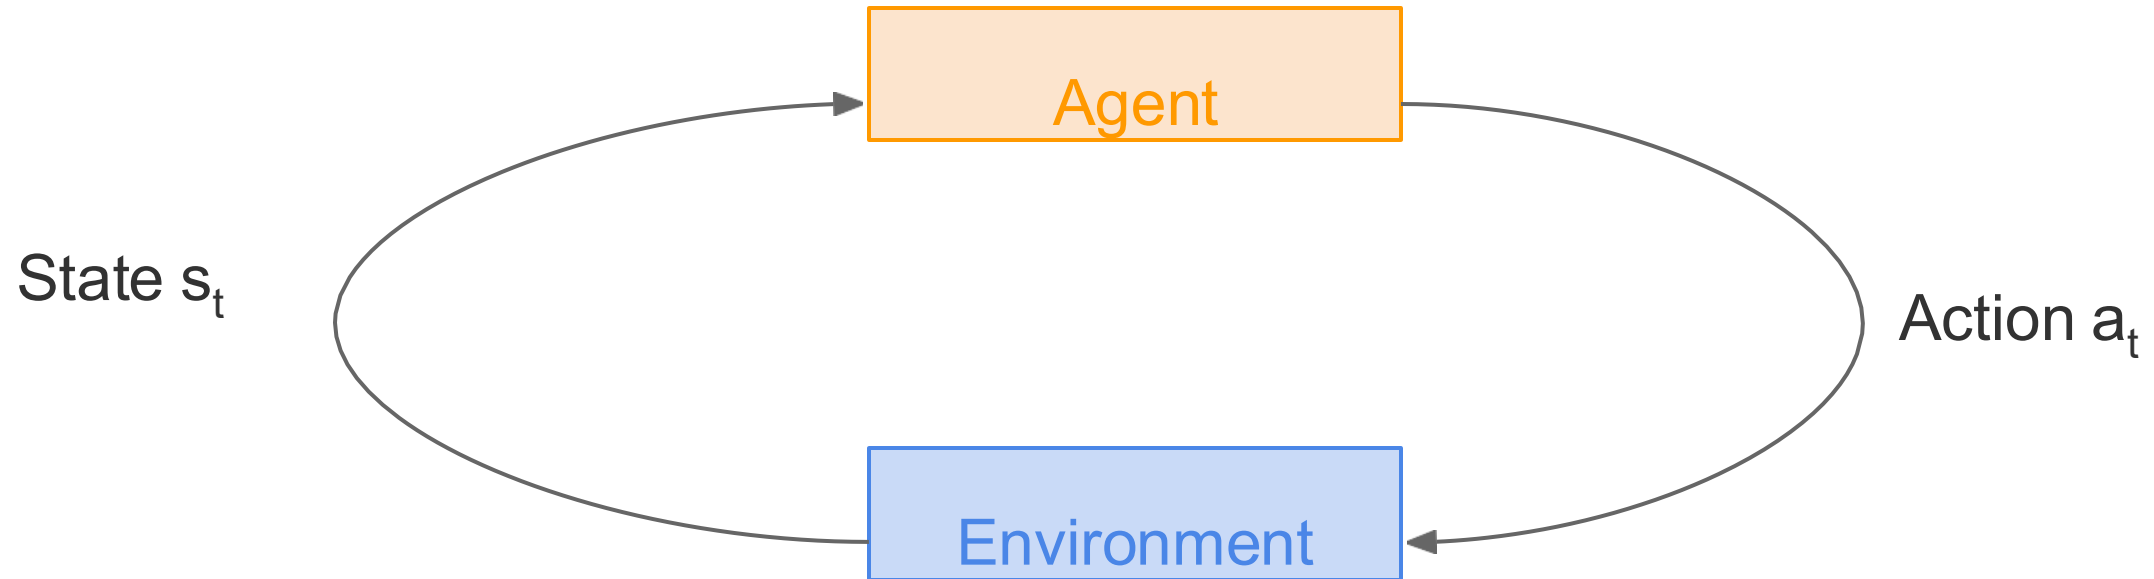 Agent
State sₜ
Action aₜ
Environment